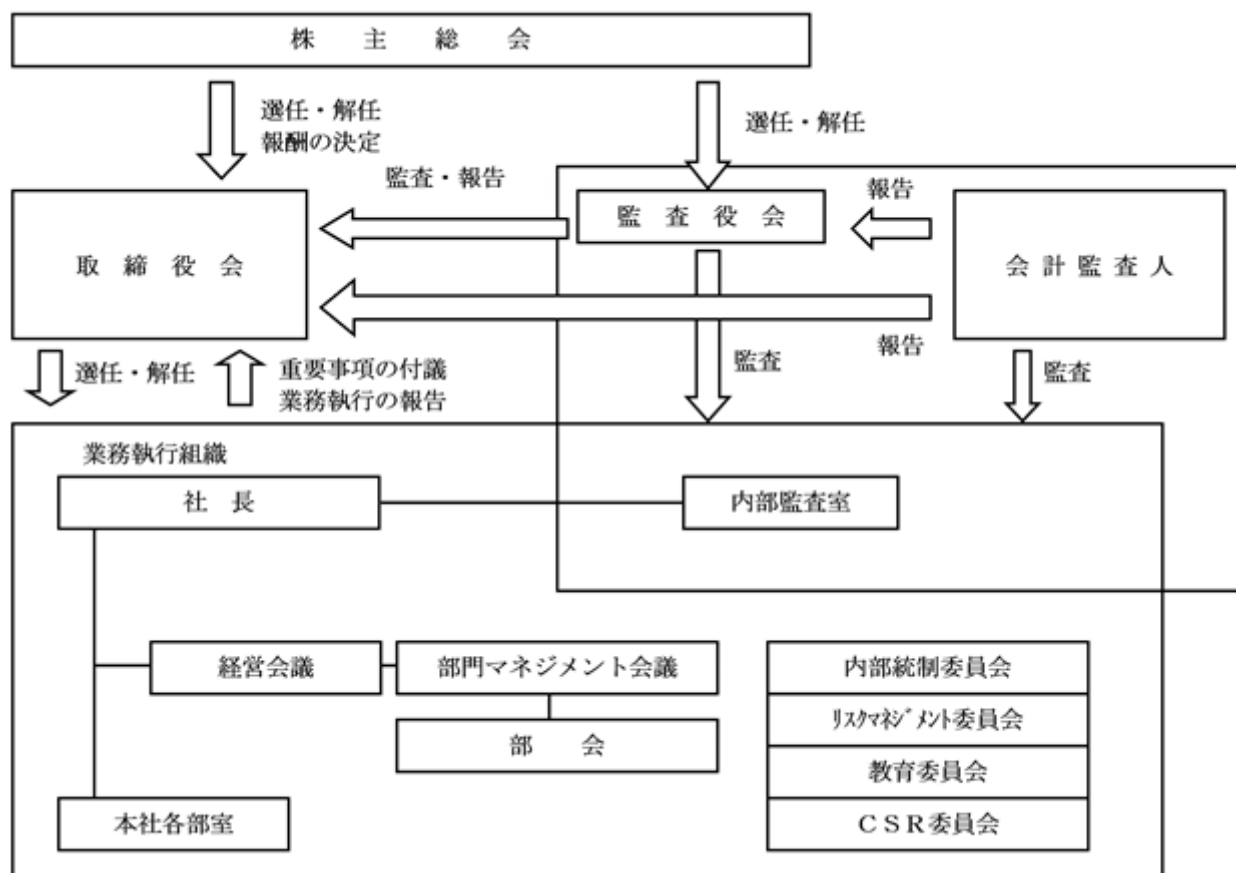 株主総会
選任・解任
報酬の決定
選任・解任
監査・報告
監査役会
報告
取締役会
会計監査人
報告
選任・解任
重要事項の付議
業務執行の報告
監査
監査
業務執行組織
社長
内部監査室
経営会議
部門マネジメント会議
内部統制委員会
ﾘｽｸﾏﾈｼﾞﾒﾝﾄ委員会
部会
教育委員会
本社各部室
ＣＳＲ委員会